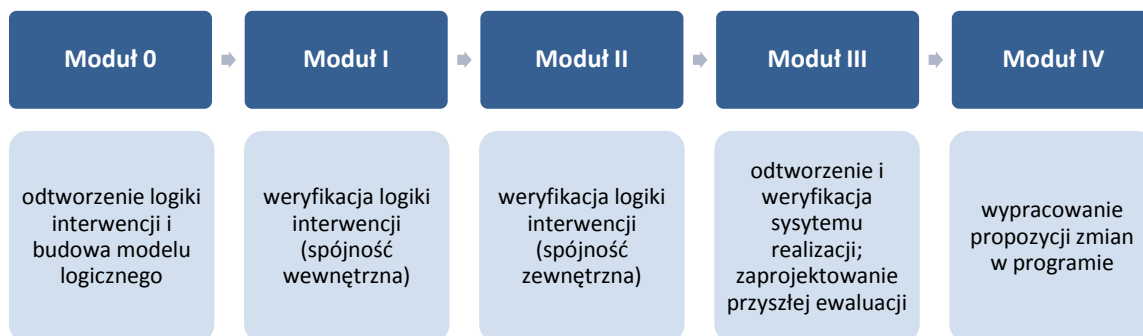 Moduł 0
Moduł I
Moduł II
Moduł III
Moduł IV
odtworzenie logiki
interwencji i
budowa modelu
logicznego
weryfikacja logiki
interwencji
(spójność
wewnętrzna)
weryfikacja logiki
interwencji
(spójność
zewnętrzna)
odtworzenie i
weryfikacja
sysytemu
realizacji;
zaprojektowanie
przyszłej ewaluacji
wypracowanie
propozycji zmian
w programie